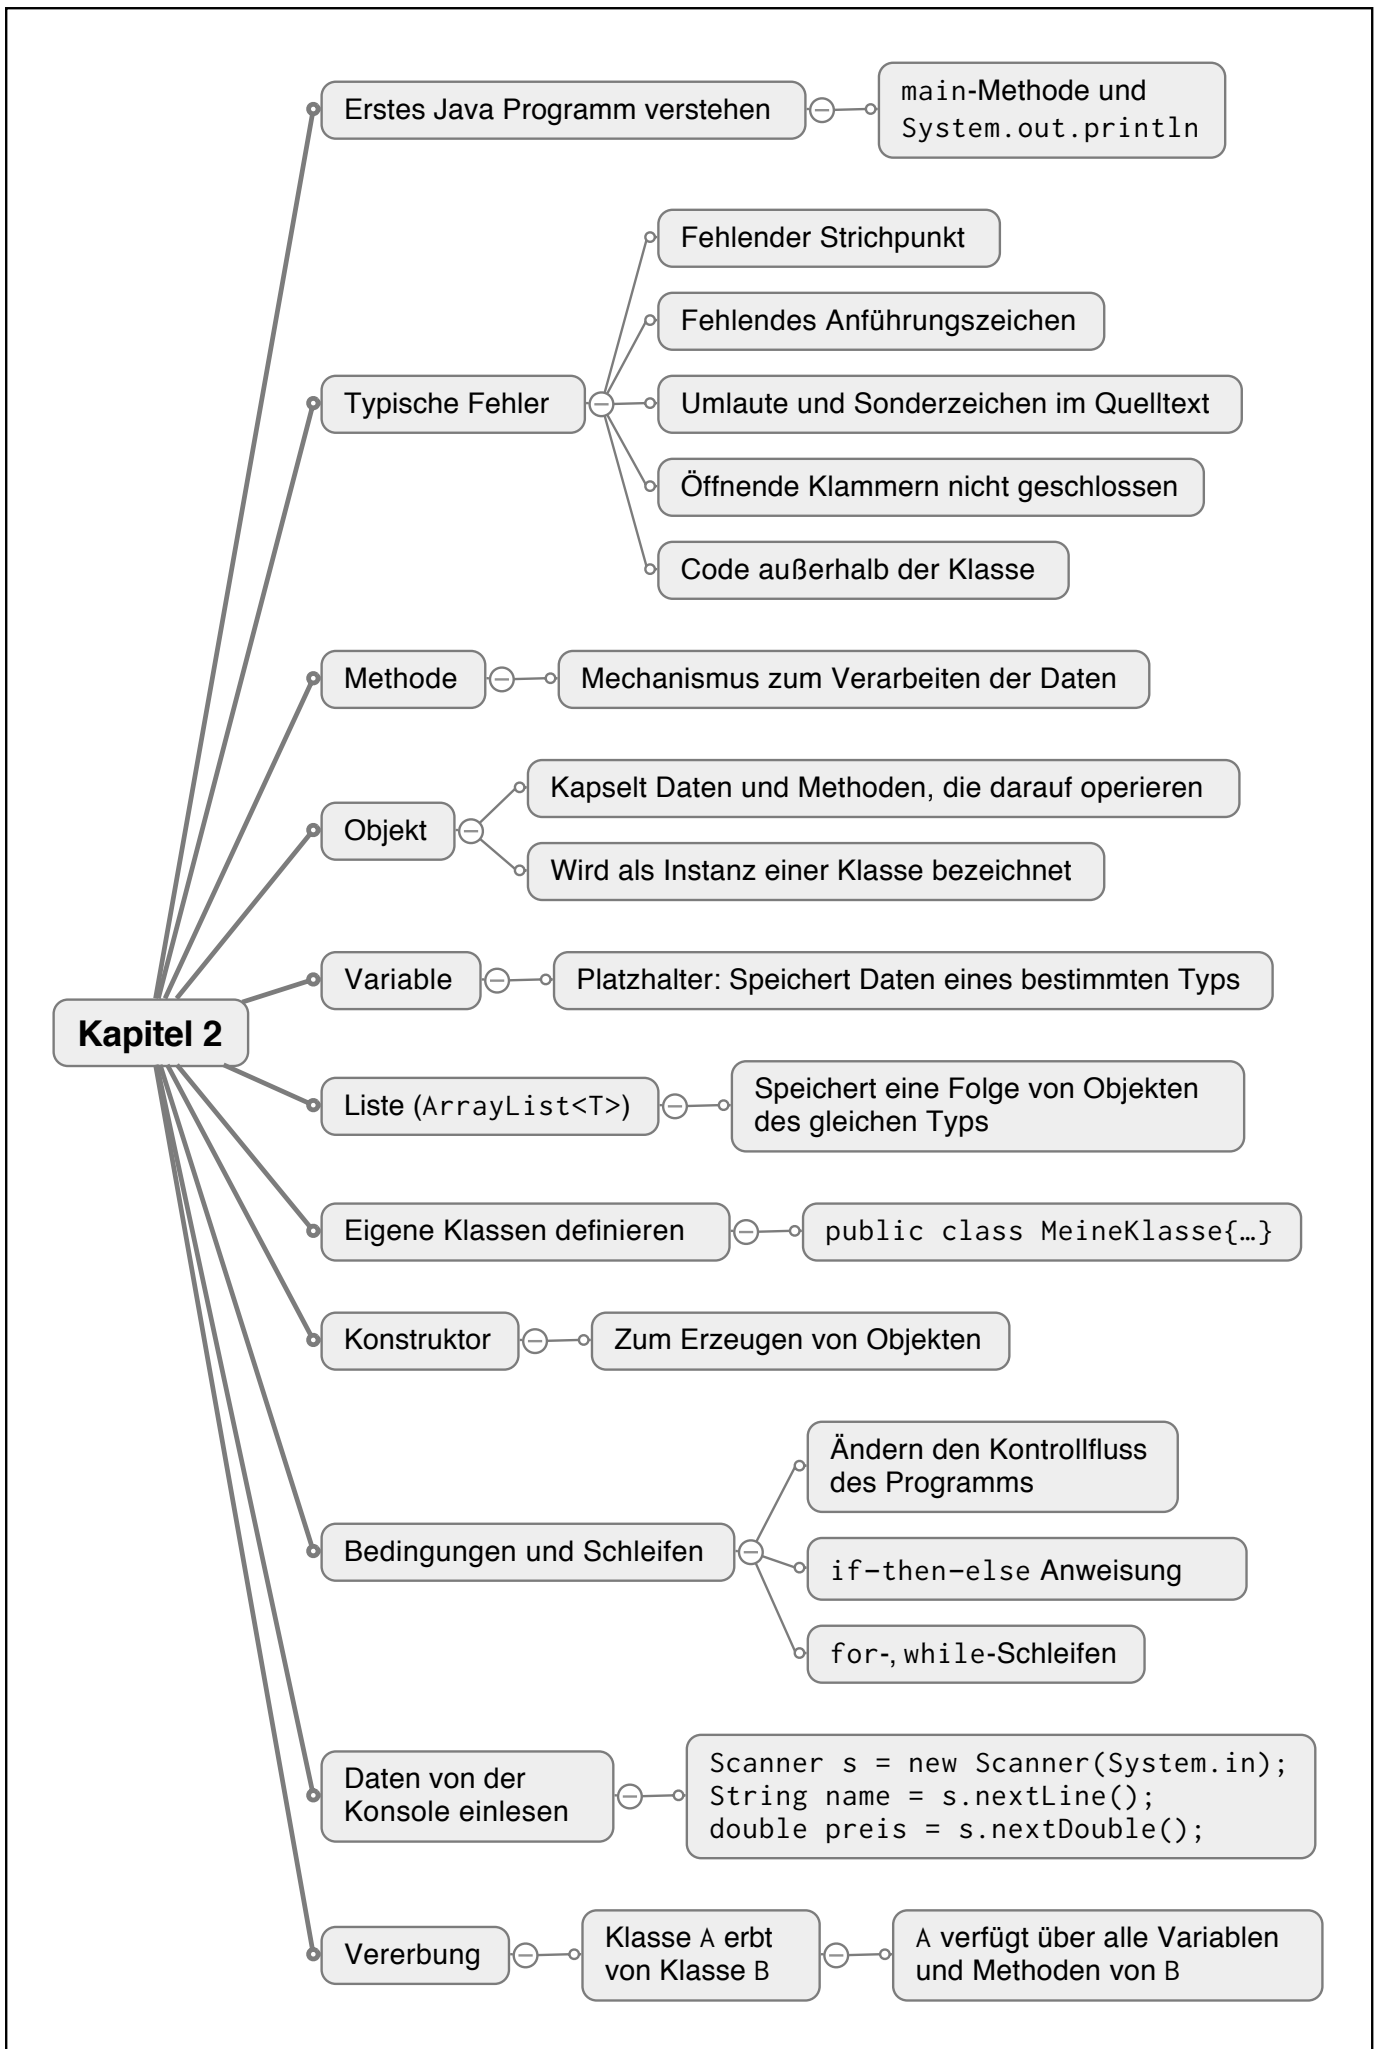 Erstes Java Programm verstehen
main-Methode und
System.out.println
Typische Fehler
Fehlender Strichpunkt
Fehlendes Anführungszeichen
Umlaute und Sonderzeichen im Quelltext
Öffnende Klammern nicht geschlossen
Code außerhalb der Klasse
Methode
Mechanismus zum Verarbeiten der Daten
Objekt
Kapselt Daten und Methoden, die darauf operieren
Wird als Instanz einer Klasse bezeichnet
Variable
Platzhalter: Speichert Daten eines bestimmten Typs
Kapitel 2
Liste (ArrayList<T>)
Speichert eine Folge von Objekten
des gleichen Typs
Eigene Klassen definieren
public class MeineKlasse{…}
Konstruktor
Zum Erzeugen von Objekten
Bedingungen und Schleifen
Ändern den Kontrollfluss
des Programms
if-then-else Anweisung
for-, while-Schleifen
Daten von der
Konsole einlesen
Scanner s = new Scanner(System.in);
String name = s.nextLine();
double preis = s.nextDouble();
Vererbung
Klasse A erbt
von Klasse B
A verfügt über alle Variablen
und Methoden von B